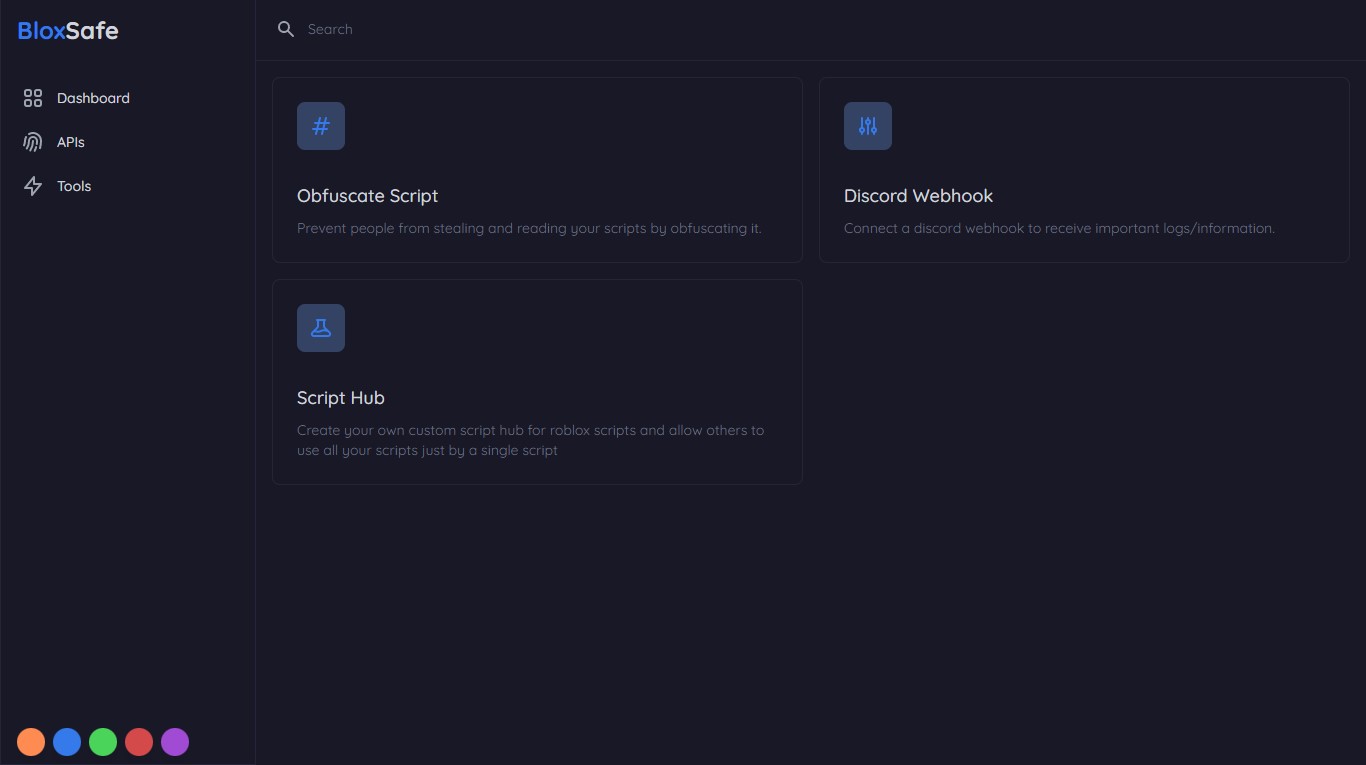 BloxSafe
Search
Dashboard
APIs
Tools
#
Obfuscate Script
Prevent people from stealing and reading your scripts by obfuscating it.
Discord Webhook
Connect a discord webhook to receive important logs/information.
Script Hub
Create your own custom script hub for roblox scripts and allow others to
use all your scripts just by a single script